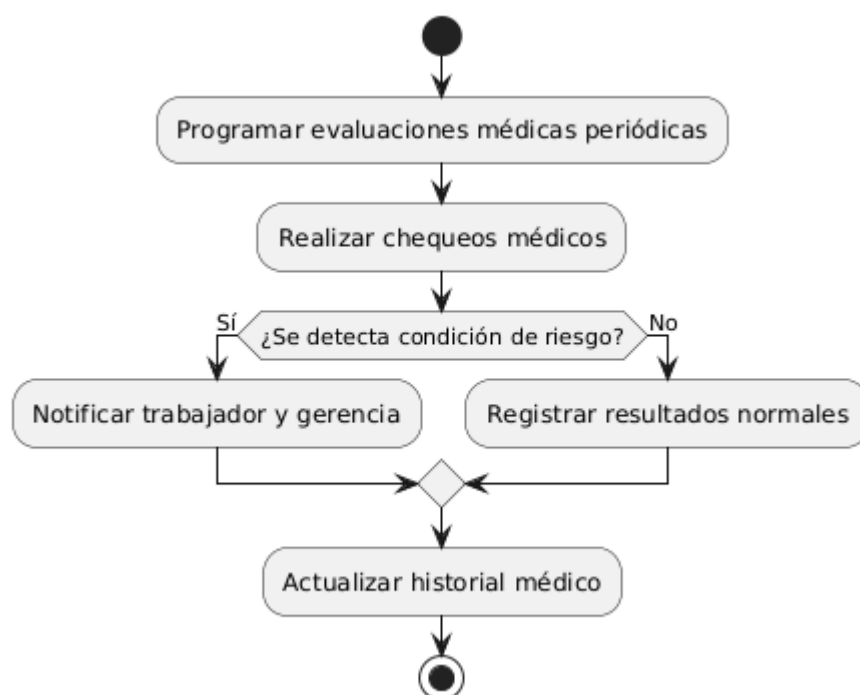 Programar evaluaciones médicas periódicas
Realizar chequeos médicos
Sí
¿Se detecta condición de riesgo?
No
Notificar trabajador y gerencia
Registrar resultados normales
Actualizar historial médico